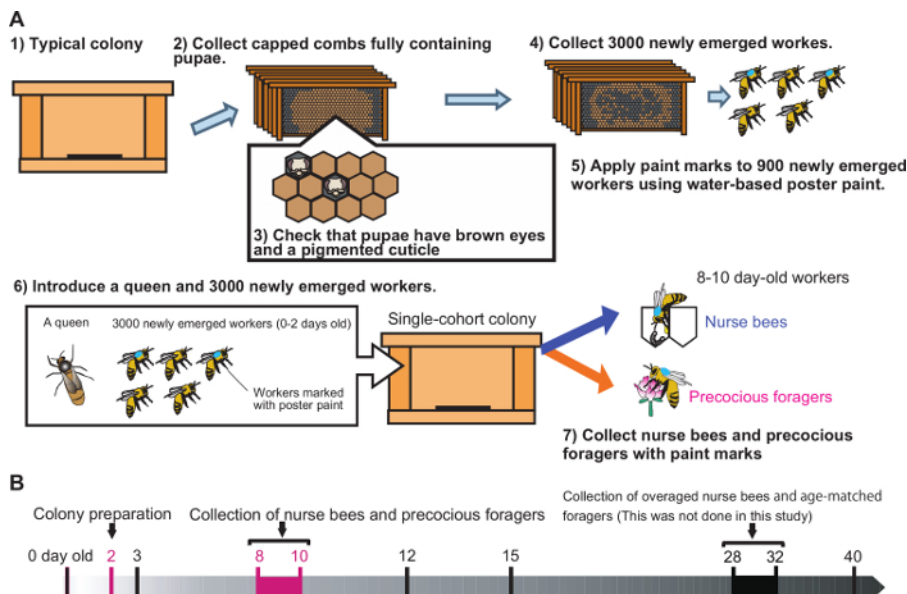 A
1) Typical colony
2) Collect capped combs fully containing
pupae.
3) Check that pupae have brown eyes
and a pigmented cuticle
4) Collect 3000 newly emerged workes.
5) Apply paint marks to 900 newly emerged
workers using water-based poster paint.
6) Introduce a queen and 3000 newly emerged workers.
A queen
3000 newly emerged workers (0-2 days old)
Workers marked
with poster paint
Single-cohort colony
8-10 day-old workers
Nurse bees
Precocious foragers
7) Collect nurse bees and precocious
foragers with paint marks
B
Colony preparation
Collection of nurse bees and precocious foragers
Collection of overaged nurse bees and age-matched
foragers (This was not done in this study)
0 day old 2 3 8 10 12 15 28 32 40